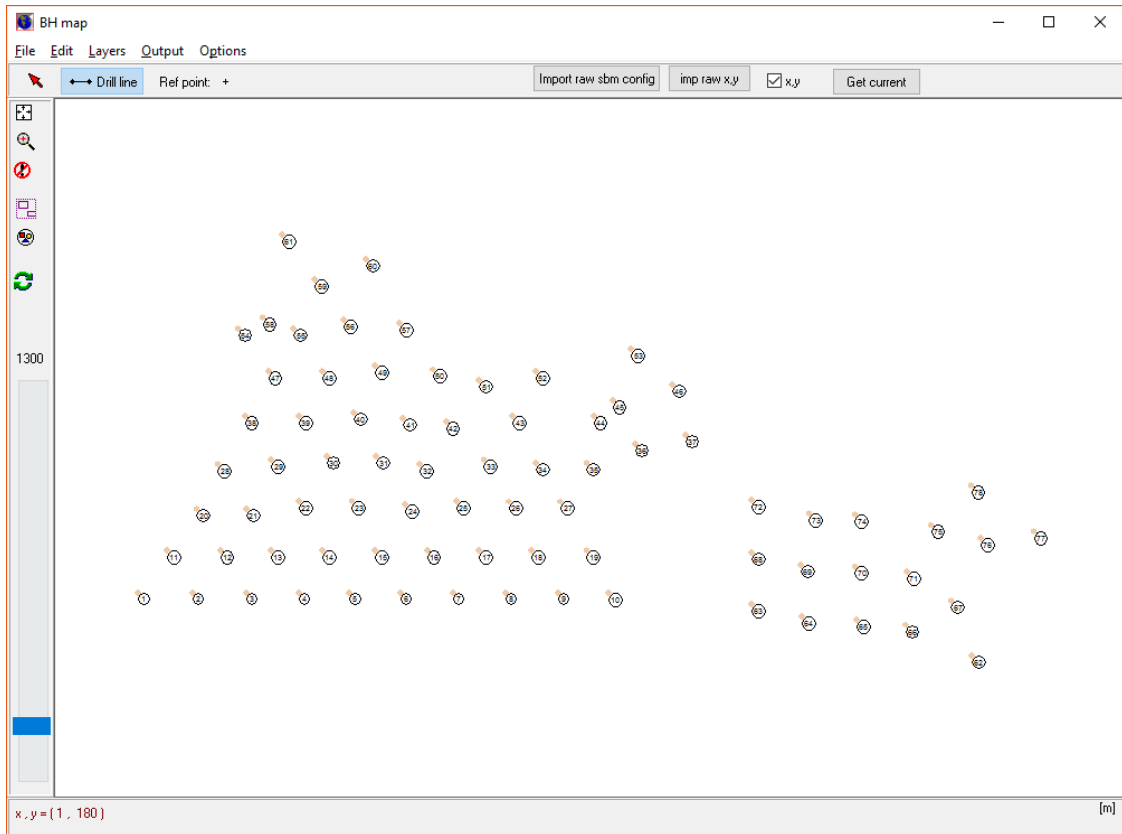 BH map
File Edit Layers Output Options
Drill line Ref point: + Import raw sbm config imp raw x,y x,y Get current
61
60
59
58 56
54 55 57
53
49
47 48 50 52
51
46
45
38 39 40 43 44
41 42
37
36
30 31
28 29 32 33 34 35
78
22 23 25 26 27 72
20 21 24
73 74
75
77
76
11 12 13 14 15 16 17 18 19 68
69 70
71
1 2 3 4 5 6 7 8 9 10
63 67
64 65
66
62
1300
x , y = ( 1 , 180 )
[m]